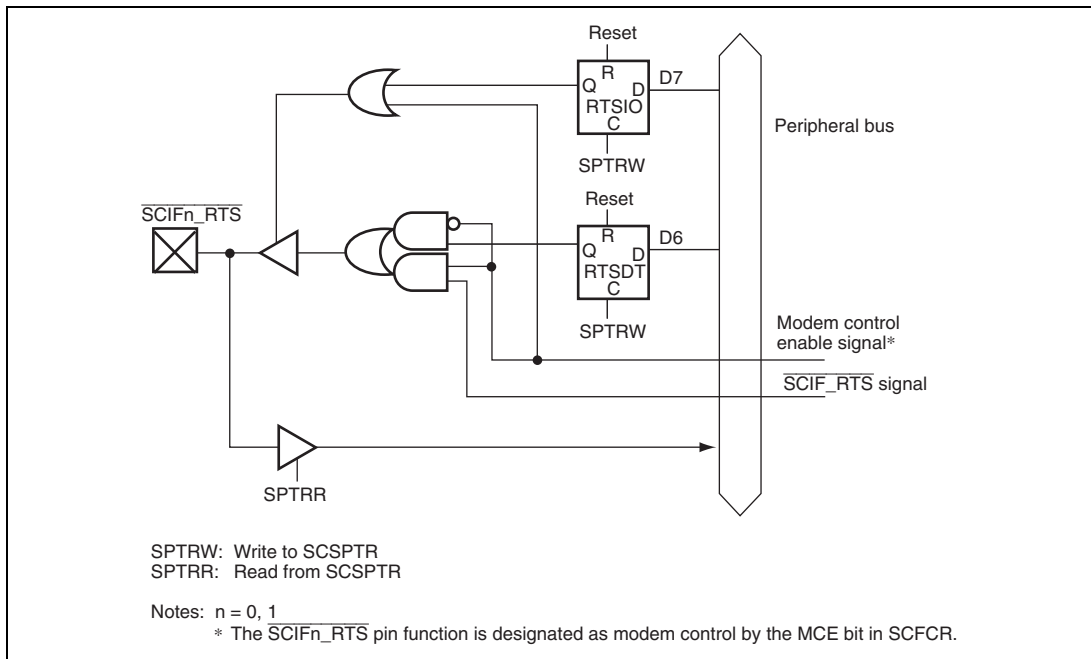 Reset
R
Q
D
D7
RTSIO
C
Peripheral bus
SPTRW
Reset
SCIFn_RTS
R
Q
D
D6
RTSDT
C
SPTRW
Modem control
enable signal*
SCIF_RTS signal
SPTRR
SPTRW: Write to SCSPTR
SPTRR: Read from SCSPTR
Notes: n = 0, 1
* The SCIFn_RTS pin function is designated as modem control by the MCE bit in SCFCR.